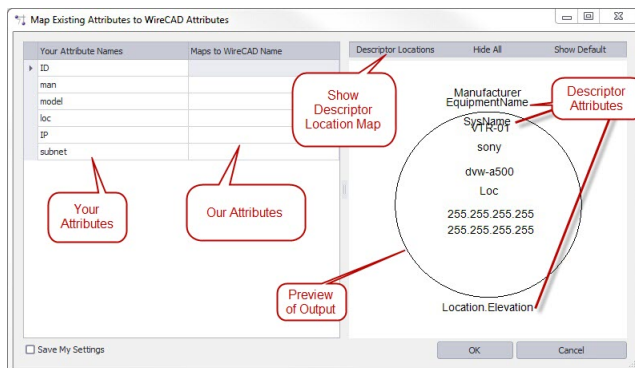 Map Existing Attributes to WireCAD Attributes
Your Attribute Names
Maps to WireCAD Name
ID
man
model
loc
IP
subnet
Your
Attributes
Our Attributes
Save My Settings
Descriptor Locations
Hide All
Show Default
Show
Descriptor
Location Map
Manufacturer
EquipmentName
Descriptor
Attributes
SysName
VTR-01
sony
dvw-a500
Loc
255.255.255.255
255.255.255.255
Preview
of Output
Location.Elevation
OK
Cancel